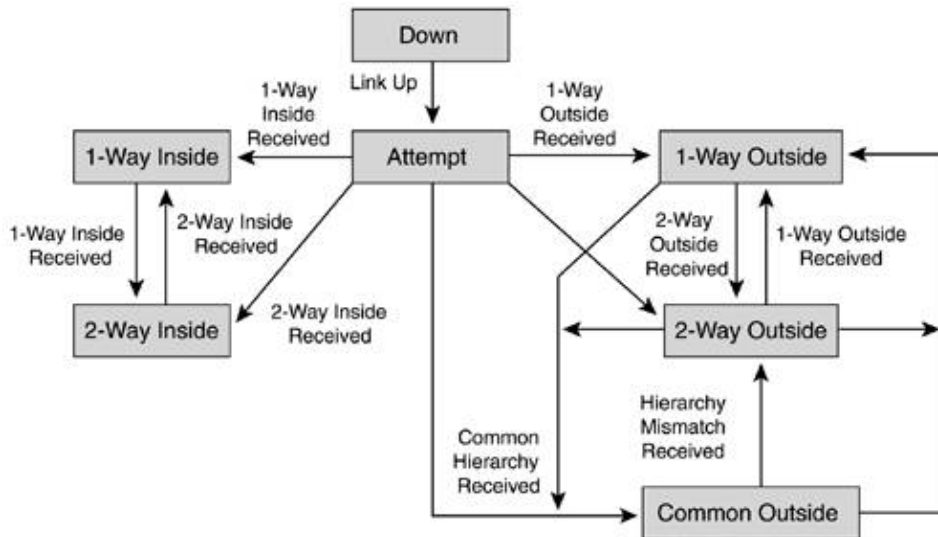 Down
Link Up
1-Way
Inside
Received
1-Way
Outside
Received
1-Way Inside
Attempt
1-Way Outside
1-Way Inside
Received
2-Way Inside
Received
2-Way
Outside
Received
1-Way Outside
Received
2-Way Inside
2-Way Inside
Received
2-Way Outside
Common
Hierarchy
Received
Hierarchy
Mismatch
Received
Common Outside